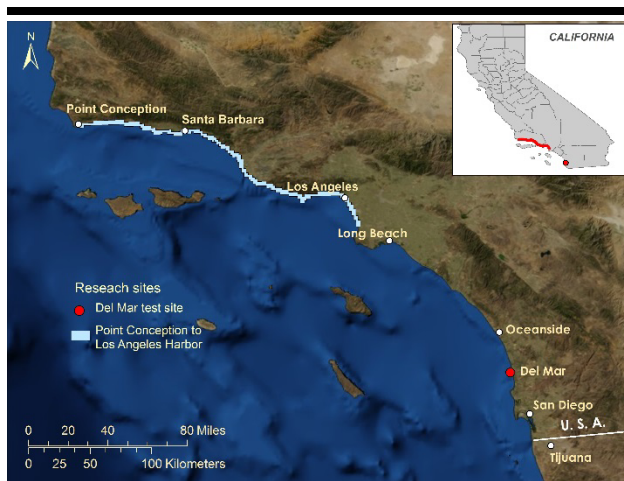 N
CALIFORNIA
Point Conception
Santa Barbara
Los Angeles
Long Beach
Reseach sites
Del Mar test site
Point Conception to
Los Angeles Harbor
Oceanside
Del Mar
San Diego
U. S. A.
Tijuana
0 20 40 80 Miles
0 25 50 100 Kilometers